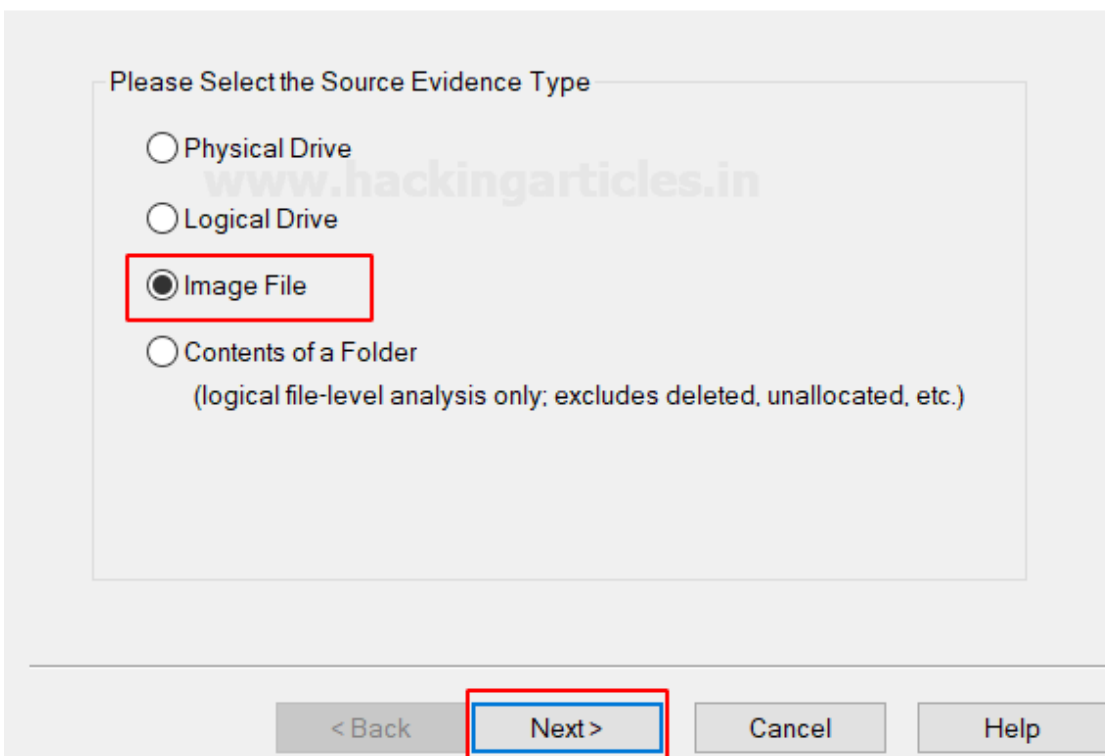 Please Select the Source Evidence Type
Physical Drive
www.hackingarticles.in
Logical Drive
Image File
Contents of a Folder
(logical file-level analysis only; excludes deleted, unallocated, etc.)
< Back Next > Cancel Help